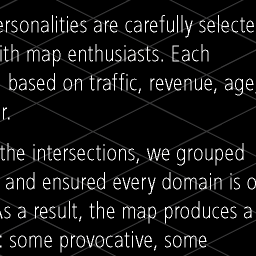 ersonalities are carefully selecte
ith map enthusiasts. Each
based on traffic, revenue, age,
r.
the intersections, we grouped
and ensured every domain is o
As a result, the map produces a
: some provocative, some